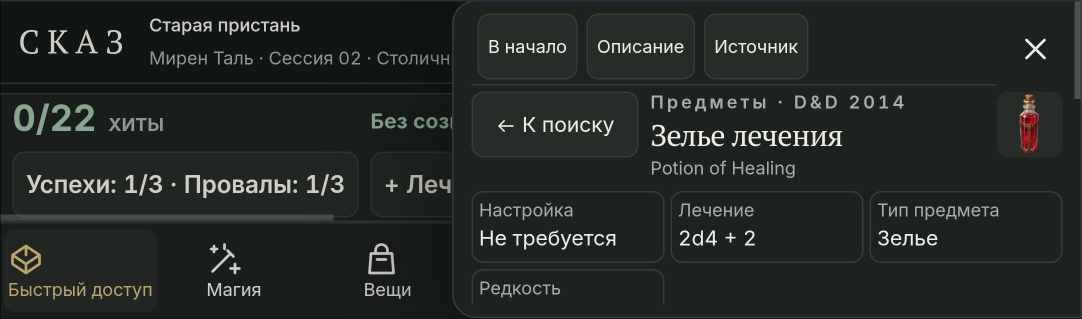 СКАЗ
Старая пристань
Мирен Таль · Сессия 02 · Столичн
0/22 хиты
Без соз
Успехи: 1/3 · Провалы: 1/3
+ Леч
Быстрый доступ
Магия
Вещи
В начало
Описание
Источник
← К поиску
Предметы · D&D 2014
Зелье лечения
Potion of Healing
Настройка
Не требуется
Лечение
2d4 + 2
Тип предмета
Зелье
Редкость